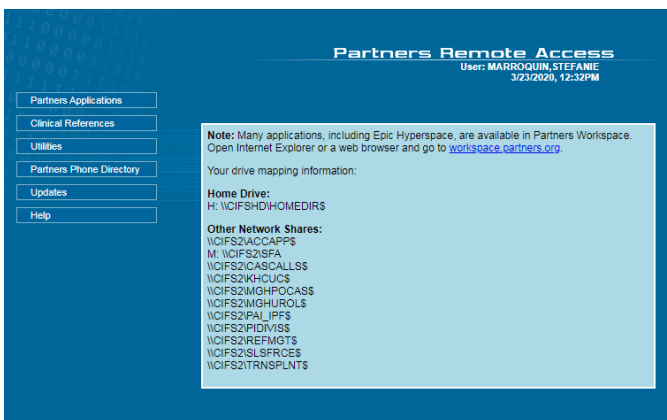 Partners Remote Access
User: MARROQUIN,STEFANIE
3/23/2020, 12:32PM
Partners Applications
Clinical References
Utilities
Partners Phone Directory
Updates
Help
Note: Many applications, including Epic Hyperspace, are available in Partners Workspace.
Open Internet Explorer or a web browser and go to workspace.partners.org.
Your drive mapping information:
Home Drive:
H: \\CIFSHD\HOMEDIR$
Other Network Shares:
\\CIFS2\ACCAPP$
M: \\CIFS2\SFA
\\CIFS2\CASCALLS$
\\CIFS2\KHCUC$
\\CIFS2\MGHPOCAS$
\\CIFS2\MGHUROL$
\\CIFS2\PAI_IPF$
\\CIFS2\PIDIVIS$
\\CIFS2\REFMGT$
\\CIFS2\SLSFRCE$
\\CIFS2\TRNSPLNT$